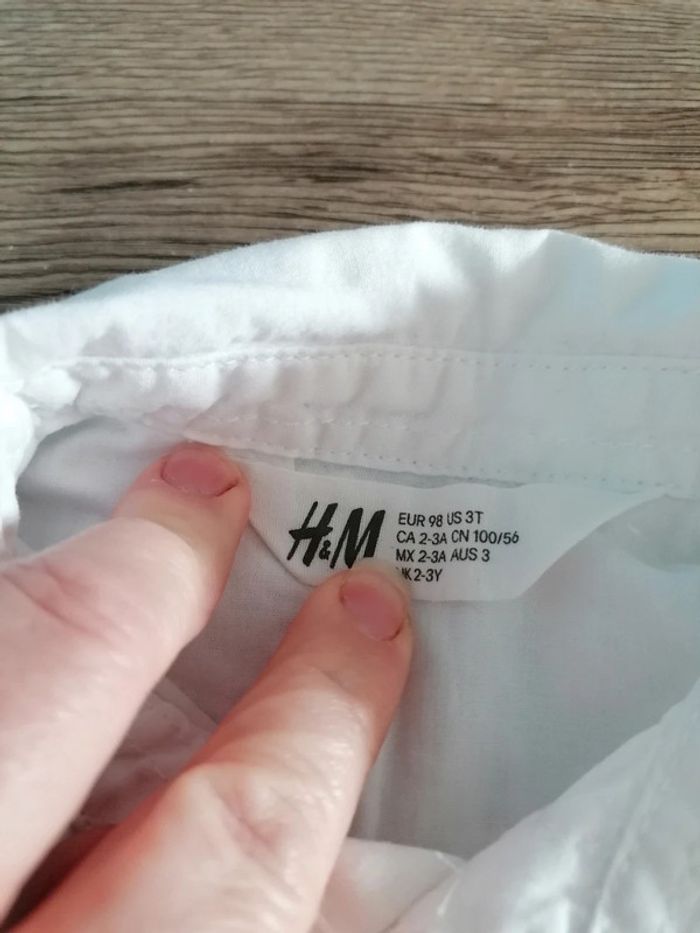 H&M
EUR 98 US 3T
CA 2-3A CN 100/56
MX 2-3A AUS 3
2-3Y